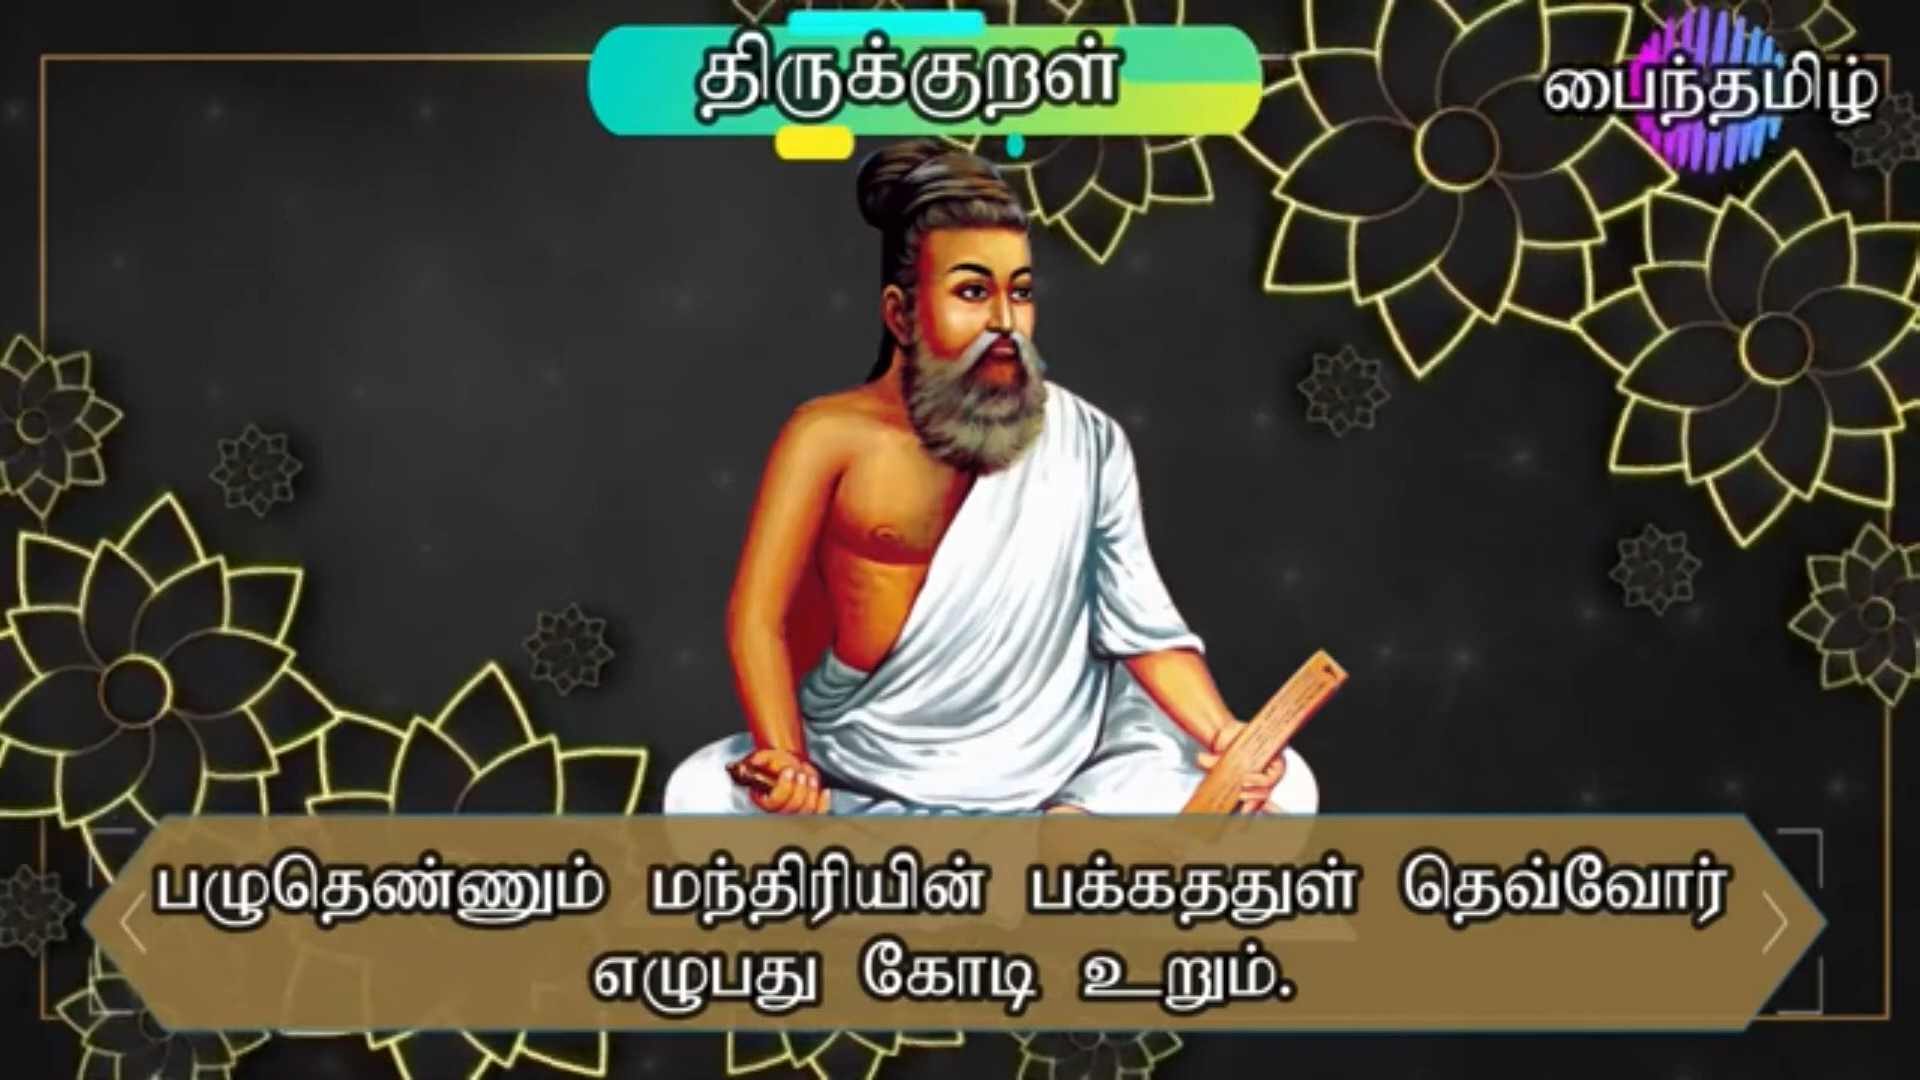 திருக்குறள்
பைந்தமிழ்
பழுதெண்ணும் மந்திரியின் பக்கததுள் தெவ்வோர்
எழுபது கோடி உறும்.